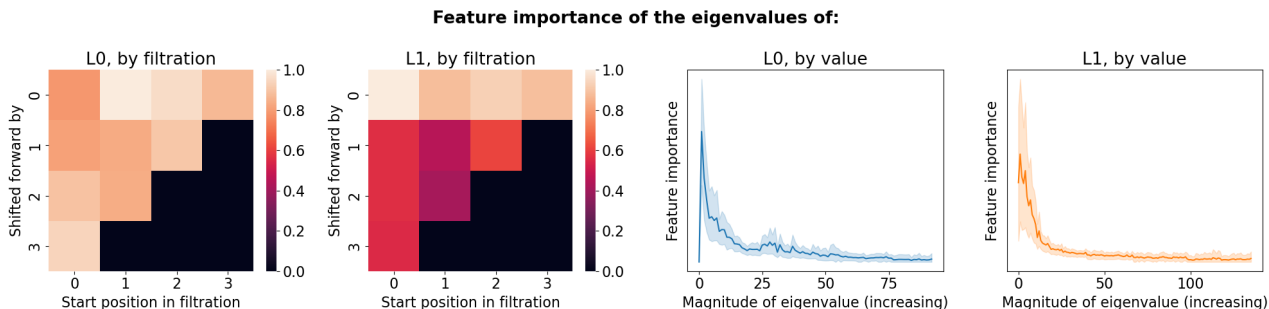 Feature importance of the eigenvalues of:
L0, by filtration
Shifted forward by
0
1
2
3
0 1 2 3
Start position in filtration
1.0
0.8
0.6
0.4
0.2
0.0
L1, by filtration
Shifted forward by
0
1
2
3
0 1 2 3
Start position in filtration
1.0
0.8
0.6
0.4
0.2
0.0
L0, by value
Feature importance
0 25 50 75
Magnitude of eigenvalue (increasing)
L1, by value
Feature importance
0 50 100
Magnitude of eigenvalue (increasing)